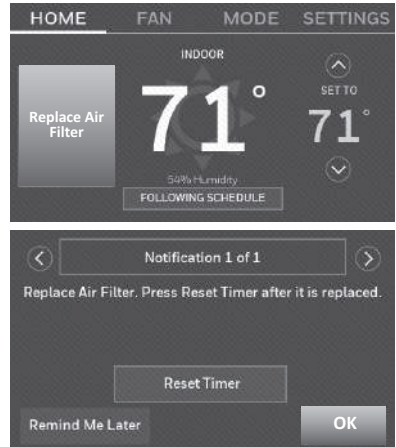 HOME FAN MODE SETTINGS
INDOOR
Replace Air
Filter
71°
SET TO
71°
54% Humidity
FOLLOWING SCHEDULE
Notification 1 of 1
Replace Air Filter. Press Reset Timer after it is replaced.
Reset Timer
Remind Me Later
OK